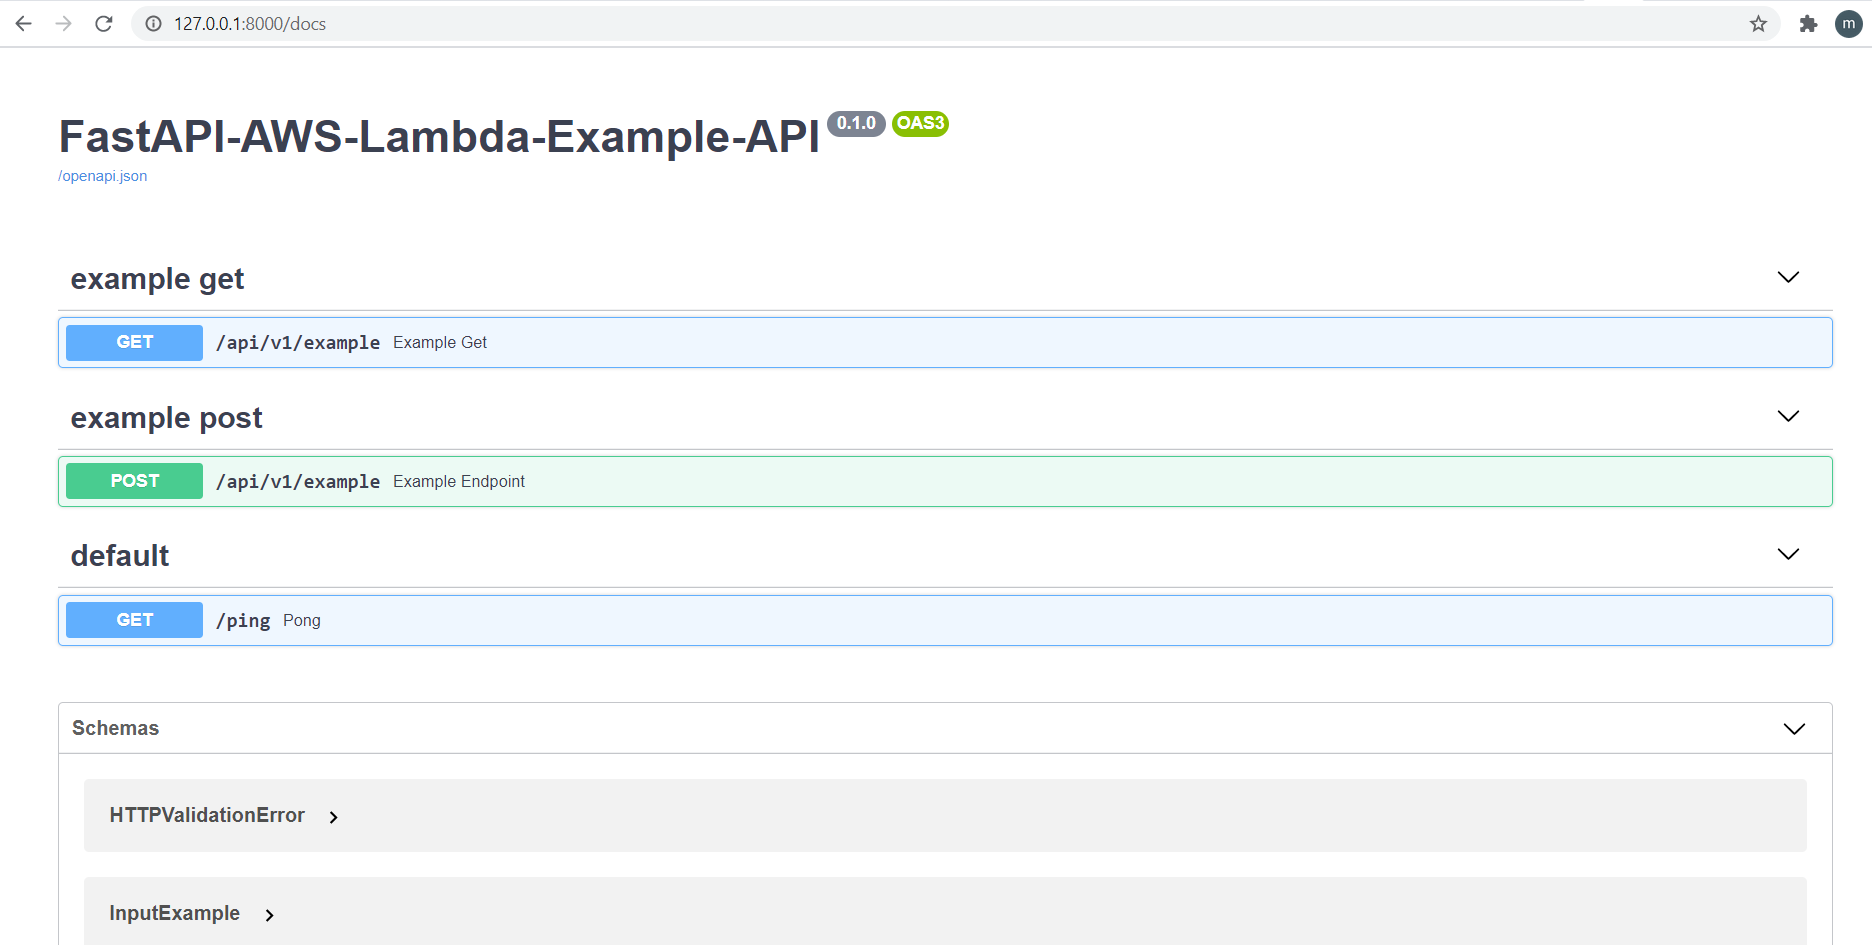 127.0.0.1:8000/docs
m
FastAPI-AWS-Lambda-Example-API 0.1.0 OAS3
/openapi.json
example get
GET /api/v1/example Example Get
example post
POST /api/v1/example Example Endpoint
default
GET /ping Pong
Schemas
HTTPValidationError
InputExample